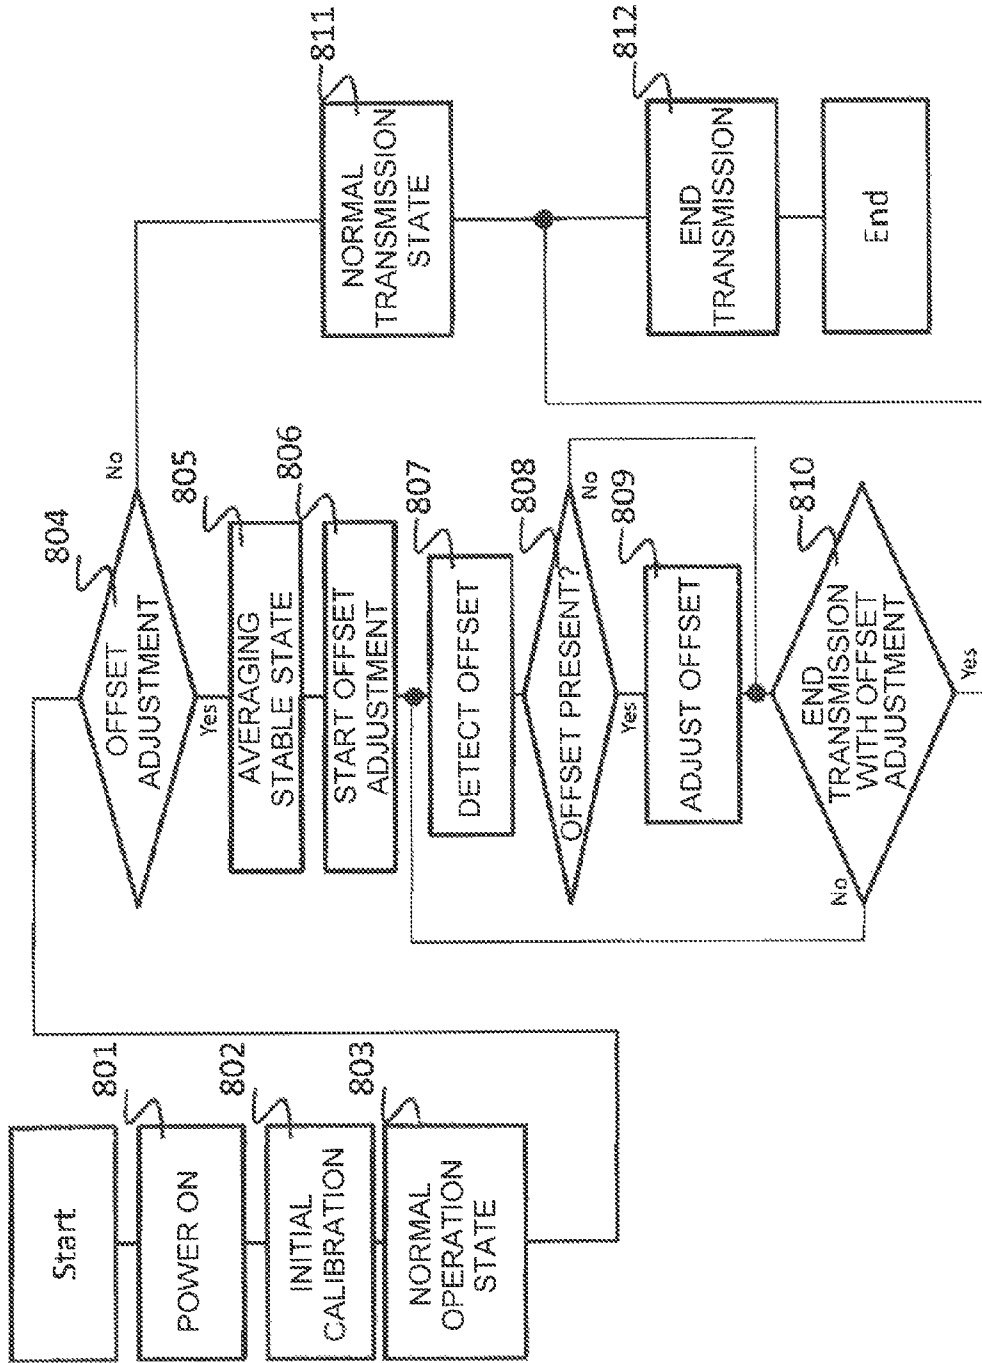 Start
801
POWER ON
802
INITIAL
CALIBRATION
803
NORMAL
OPERATION
STATE
804
OFFSET
ADJUSTMENT
No
Yes
805
AVERAGING
STABLE STATE
806
START OFFSET
ADJUSTMENT
807
DETECT OFFSET
808
OFFSET PRESENT?
No
Yes
809
ADJUST OFFSET
810
END
TRANSMISSION
WITH OFFSET
ADJUSTMENT
No
Yes
811
NORMAL
TRANSMISSION
STATE
812
END
TRANSMISSION
End